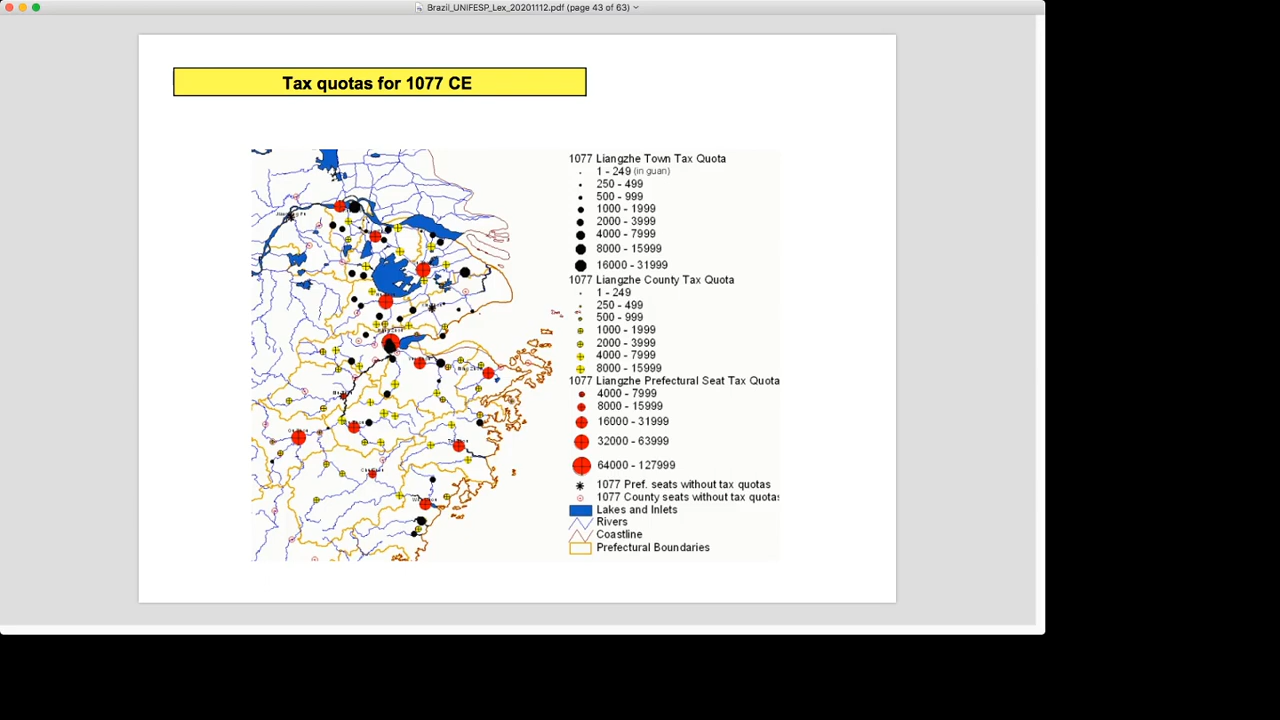 Brazil_UNIFESP_Lex_20201112.pdf (page 43 of 63)
Tax quotas for 1077 CE
1077 Liangzhe Town Tax Quota
1 - 249 (in guan)
250 - 499
500 - 999
1000 - 1999
2000 - 3999
4000 - 7999
8000 - 15999
16000 - 31999
1077 Liangzhe County Tax Quota
1 - 249
250 - 499
500 - 999
1000 - 1999
2000 - 3999
4000 - 7999
8000 - 15999
1077 Liangzhe Prefectural Seat Tax Quota
4000 - 7999
8000 - 15999
16000 - 31999
32000 - 63999
64000 - 127999
1077 Pref. seats without tax quotas
1077 County seats without tax quotas
Lakes and Inlets
Rivers
Coastline
Prefectural Boundaries